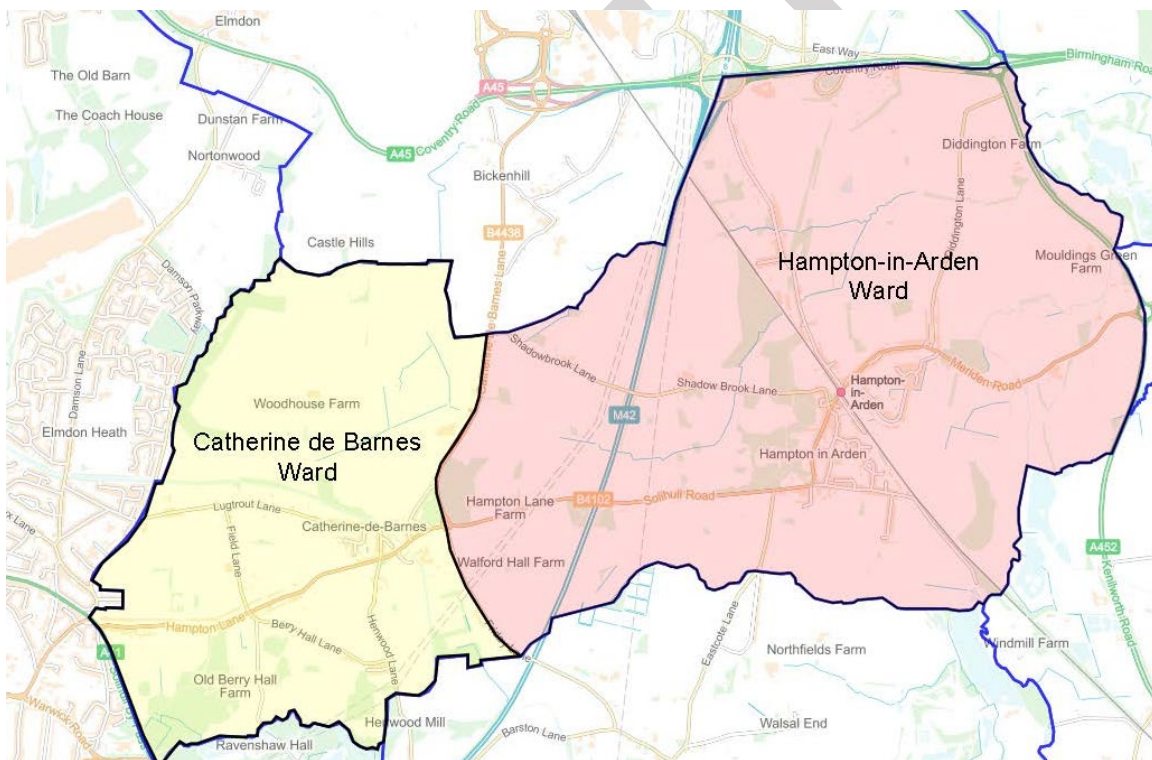 Elmdon
East Way
Coventry Road
Birmingham Roa
The Old Barn
A45
The Coach House
Dunstan Farm
Coventry Road
A45
Nortonwood
Diddington Farm
Bickenhill
B4438
Castle Hills
Diddington Lane
Hampton-in-Arden
Ward
Mouldings Green
Farm
Damson Parkway
Catherine de Barnes Lane
Shadowbrook Lane
Shadow Brook Lane
Meriden Road
Hampton-
in-
Arden
Damson Lane
Woodhouse Farm
M42
Elmdon Heath
Catherine de Barnes
Ward
Hampton in Arden
Hampton Lane
Farm
B4102
Solihull Road
Lugtrout Lane
Catherine-de-Barnes
Field Lane
Walford Hall Farm
A452
Kenilworth Road
Hampton Lane
Berry Hall Lane
Henwood Lane
Eastcote Lane
Northfields Farm
Windmill Farm
A41
Old Berry Hall
Farm
Warwick Road
Henwood Mill
Walsal End
Barston Lane
Ravenshaw Hall